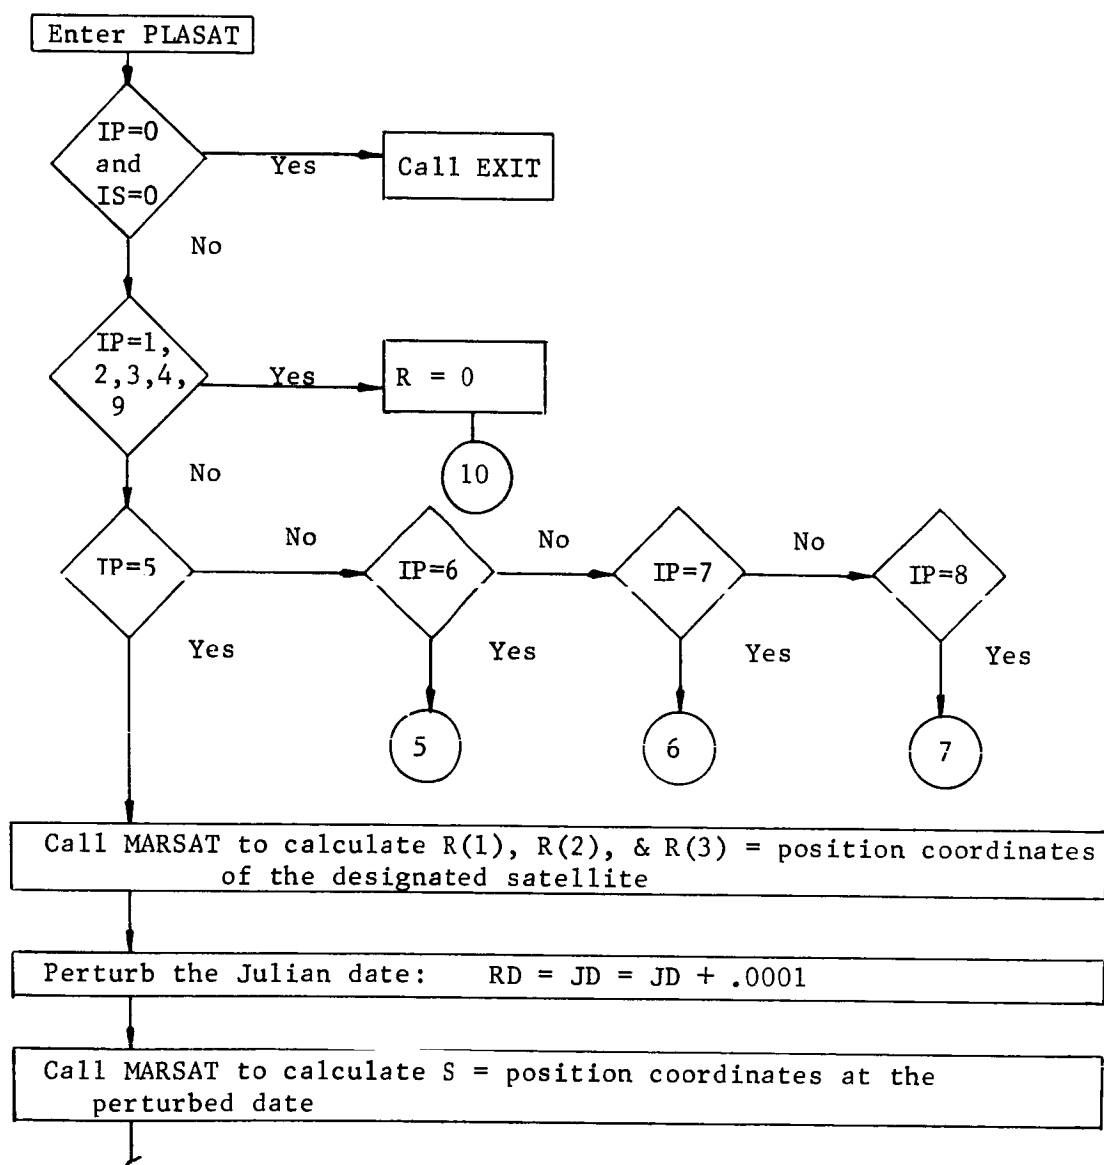 Enter PLASAT
IP=0
and
IS=0
Yes
Call EXIT
No
IP=1,
2,3,4,
9
Yes
R = 0
10
No
IP=5
No
IP=6
No
IP=7
No
IP=8
Yes
Yes
Yes
Yes
5
6
7
Call MARSAT to calculate R(1), R(2), & R(3) = position coordinates
of the designated satellite
Perturb the Julian date: RD = JD = JD + .0001
Call MARSAT to calculate S = position coordinates at the
perturbed date